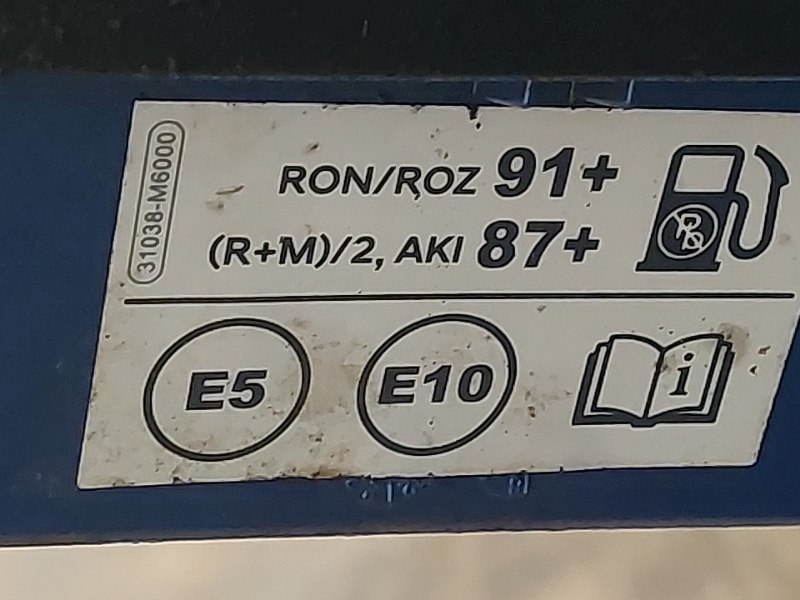 31038-M6000
RON/ROZ 91+
(R+M)/2, AKI 87+
E5 E10 i